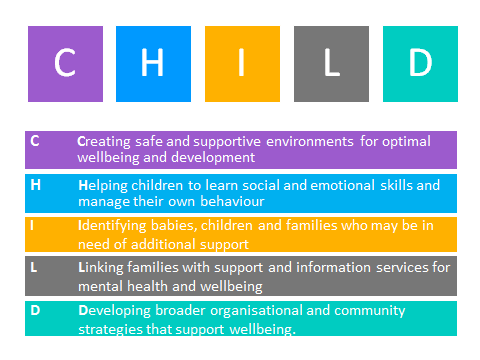 C H I L D
C Creating safe and supportive environments for optimal
wellbeing and development
H Helping children to learn social and emotional skills and
manage their own behaviour
I Identifying babies, children and families who may be in
need of additional support
L Linking families with support and information services for
mental health and wellbeing
D Developing broader organisational and community
strategies that support wellbeing.